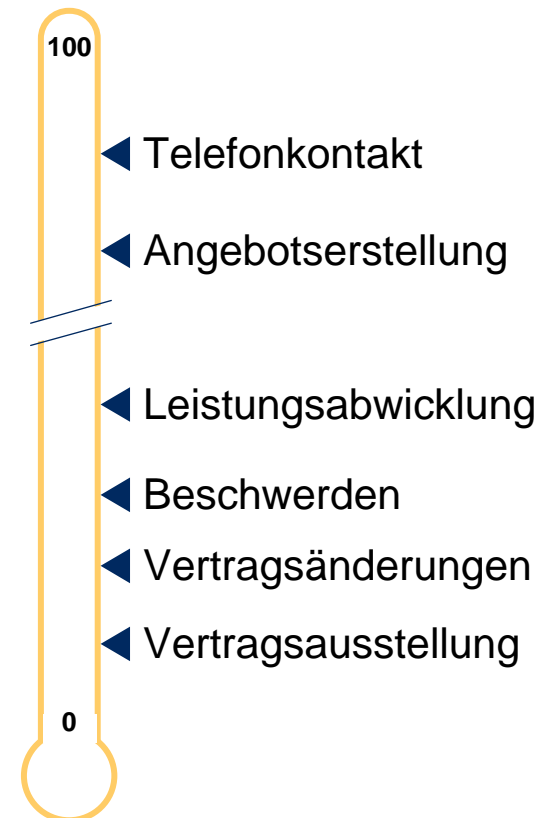 100
Telefonkontakt
Angebotserstellung
Leistungsabwicklung
Beschwerden
Vertragsänderungen
Vertragsausstellung
0